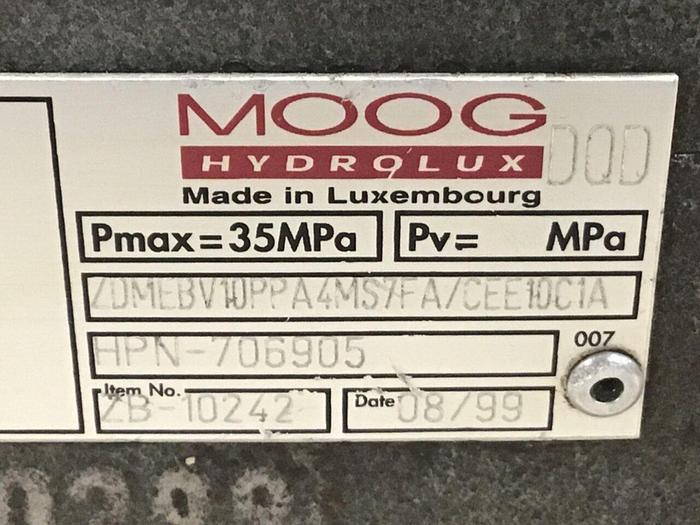 MOOG
HYDROLUX DQD
Made in Luxembourg
Pmax=35MPa Pv= MPa
ZDMEBV10PPA4MS7FA/CEE10C1A
HPN-706905
007
Item No. ZB-10242 Date 08/99